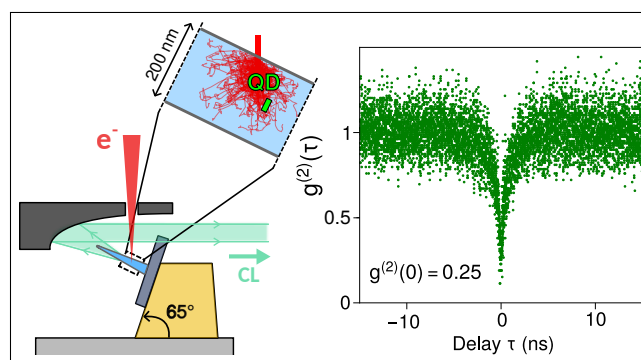 200 nm
QD
e⁻
CL
65°
g⁽²⁾(τ)
1
0.5
0
g⁽²⁾(0) = 0.25
−10
0
10
Delay τ (ns)